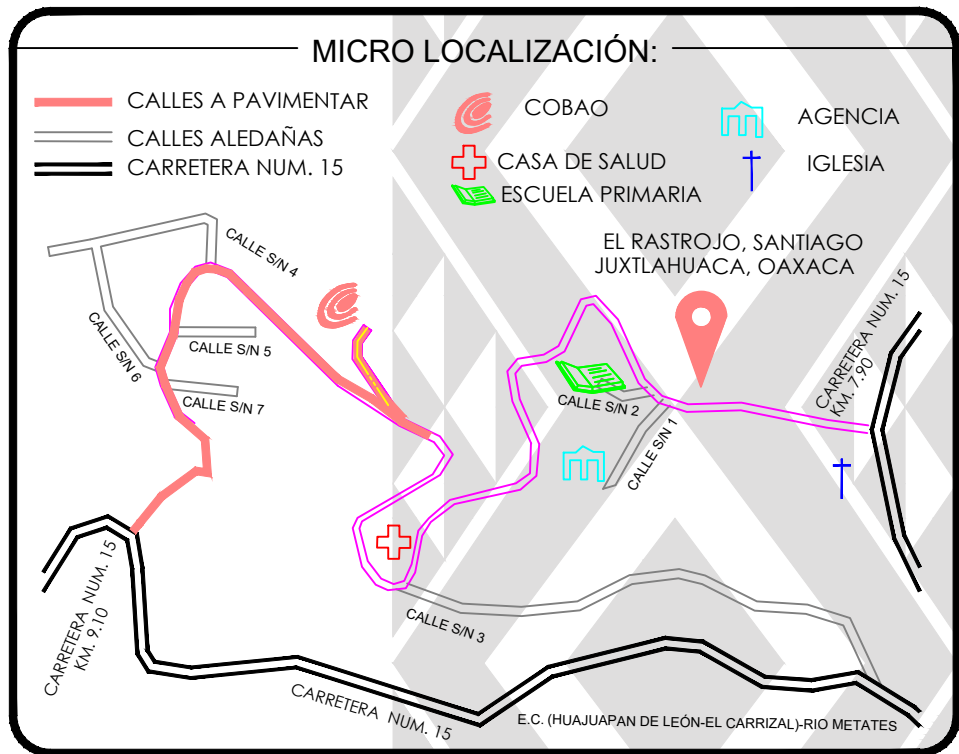 MICRO LOCALIZACIÓN:
CALLES A PAVIMENTAR
CALLES ALEDAÑAS
CARRETERA NUM. 15
COBAO
CASA DE SALUD
ESCUELA PRIMARIA
AGENCIA
IGLESIA
CALLE S/N 4
EL RASTROJO, SANTIAGO
JUXTLAHUACA, OAXACA
CARRETERA NUM. 15
KM. 7.90
CALLE S/N 5
CALLE S/N 6
CALLE S/N 7
CALLE S/N 2
CALLE S/N 1
CARRETERA NUM. 15
KM. 9.10
CALLE S/N 3
CARRETERA NUM. 15
E.C. (HUAJUAPAN DE LEÓN-EL CARRIZAL)-RIO METATES